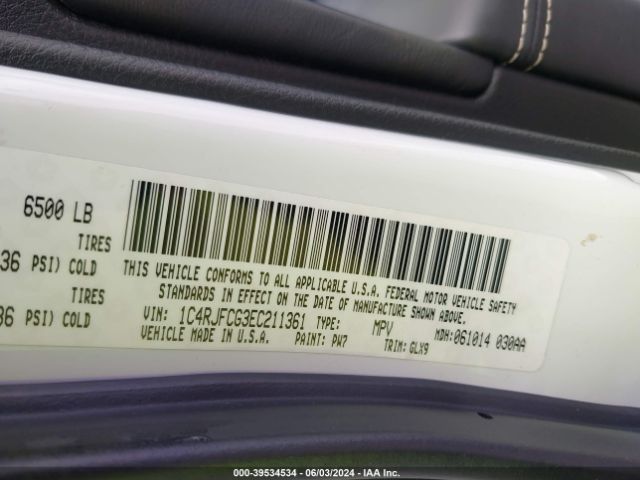 6500 LB
TIRES
36 PSI) COLD
TIRES
36 PSI) COLD
THIS VEHICLE CONFORMS TO ALL APPLICABLE U.S.A. FEDERAL MOTOR VEHICLE SAFETY
STANDARDS IN EFFECT ON THE DATE OF MANUFACTURE SHOWN ABOVE.
VIN: 1C4RJFCG3EC211361 TYPE: MPV MDH: 061014 030AA
VEHICLE MADE IN U.S.A. PAINT: PW7 TRIM: GLX9
000-39534534 - 06/03/2024 - IAA Inc.